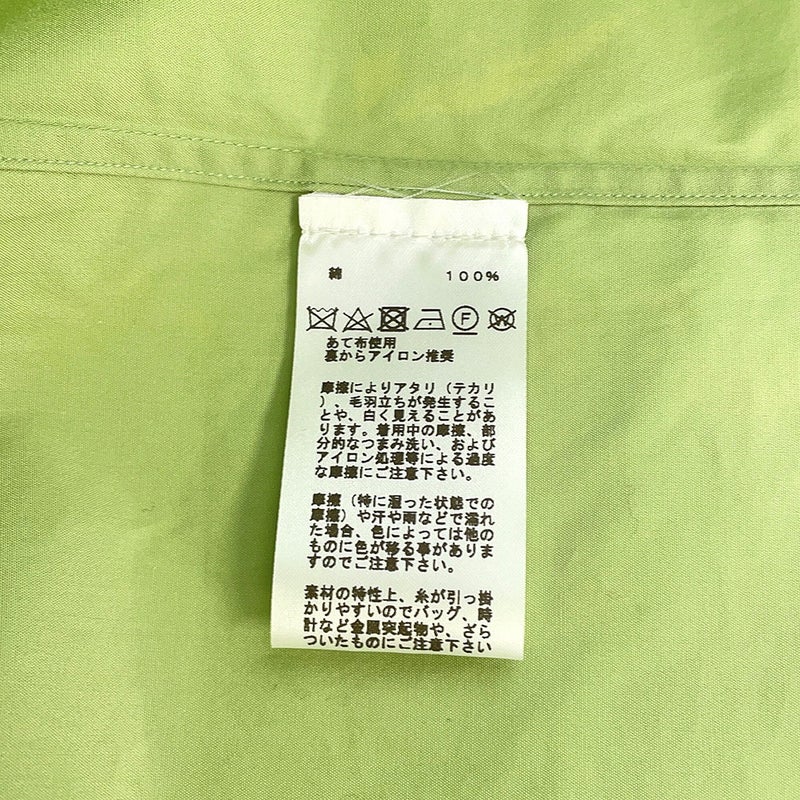 綿 100%
F W
あて布使用
裏からアイロン推奨
摩擦によりアタリ(テカリ
)、毛羽立ちが発生するこ
とや、白く見えることがあ
ります。着用中の摩擦、部
分的なつまみ洗い、および
アイロン処理等による過度
な摩擦にご注意下さい。
摩擦(特に湿った状態での
摩擦)や汗や雨などで濡れ
た場合、色によっては他の
ものに色が移る事がありま
すのでご注意下さい。
素材の特性上、糸が引っ掛
かりやすいのでバッグ、時
計など金属突起物や、ざら
ついたものにご注意下さい